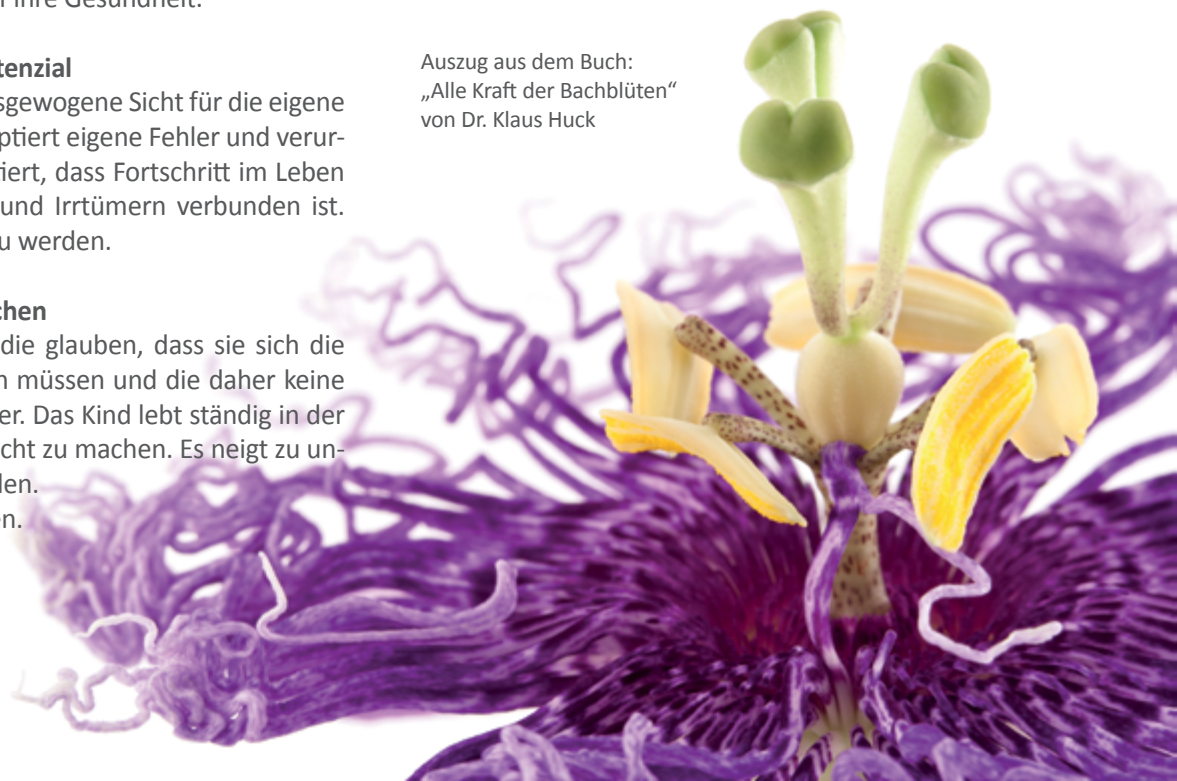 Ihre Gesundheit.
tenzial
sgewogene Sicht für die eigene
ptiert eigene Fehler und verur-
tiert, dass Fortschritt im Leben
und Irrtümern verbunden ist.
u werden.
chen
die glauben, dass sie sich die
n müssen und die daher keine
er. Das Kind lebt ständig in der
cht zu machen. Es neigt zu un-
den.
en.
Auszug aus dem Buch:
„Alle Kraft der Bachblüten“
von Dr. Klaus Huck